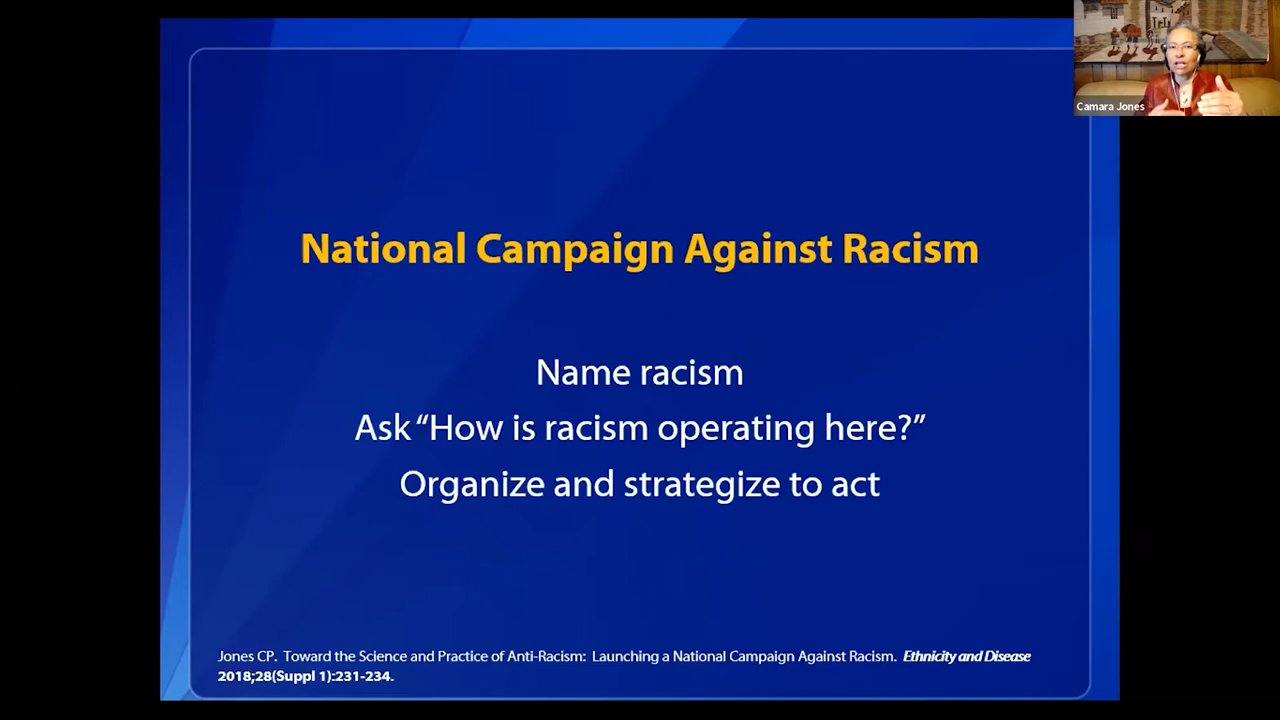 Camara Jones
National Campaign Against Racism
Name racism
Ask “How is racism operating here?”
Organize and strategize to act
Jones CP. Toward the Science and Practice of Anti-Racism: Launching a National Campaign Against Racism. Ethnicity and Disease
2018;28(Suppl 1):231-234.